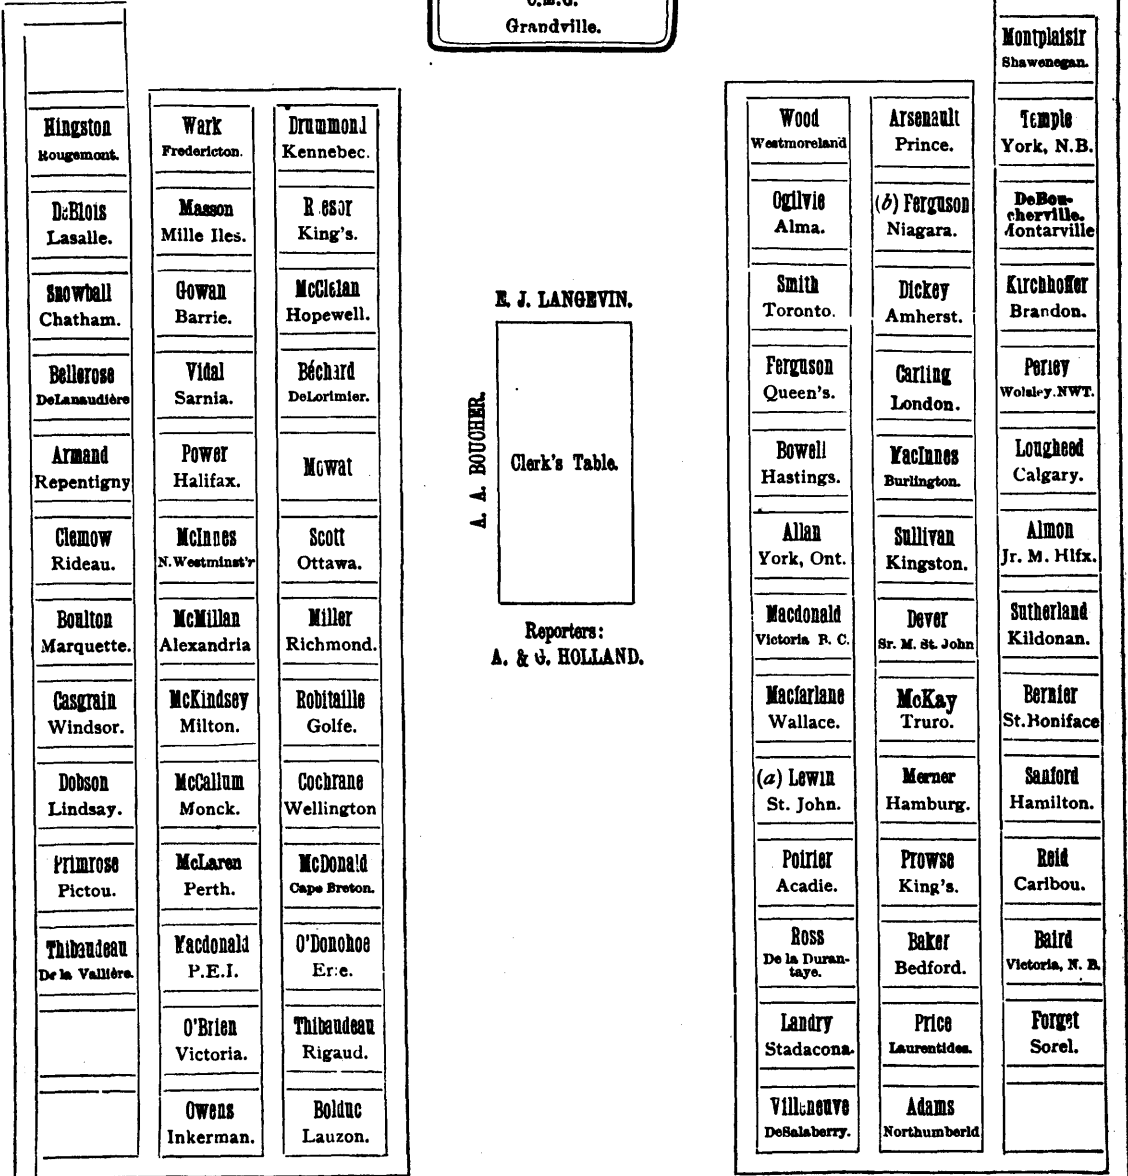 C.M.G.
Grandville.
Hingston
Rougemont.
DeBlois
Lasalle.
Snowball
Chatham.
Bellerose
DeLanaudière
Armand
Repentigny
Clemow
Rideau.
Boulton
Marquette.
Casgrain
Windsor.
Dobson
Lindsay.
Primrose
Pictou.
Thibaudeau
De la Vallière.
Wark
Fredericton.
Masson
Mille Iles.
Gowan
Barrie.
Vidal
Sarnia.
Power
Halifax.
McInnes
N. Westminst'r
McMillan
Alexandria
McKindsey
Milton.
McCallum
Monck.
McLaren
Perth.
Macdonald
P.E.I.
O'Brien
Victoria.
Owens
Inkerman.
Drummond
Kennebec.
Reesor
King's.
McClelan
Hopewell.
Béchard
DeLorimier.
Mowat
Scott
Ottawa.
Miller
Richmond.
Robitaille
Golfe.
Cochrane
Wellington
McDonald
Cape Breton.
O'Donohoe
Erie.
Thibaudeau
Rigaud.
Bolduc
Lauzon.
E. J. LANGEVIN.
A. A. BOUCHER.
Clerk's Table.
Reporters:
A. & G. HOLLAND.
Wood
Westmoreland
Ogilvie
Alma.
Smith
Toronto.
Ferguson
Queen's.
Bowell
Hastings.
Allan
York, Ont.
Macdonald
Victoria B. C.
Macfarlane
Wallace.
(a) Lewin
St. John.
Poirier
Acadie.
Ross
De la Duran-
taye.
Landry
Stadacona.
Villeneuve
DeSalaberry.
Arsenault
Prince.
(b) Ferguson
Niagara.
Dickey
Amherst.
Carling
London.
MacInnes
Burlington.
Sullivan
Kingston.
Dever
Sr. M. St. John
McKay
Truro.
Merner
Hamburg.
Prowse
King's.
Baker
Bedford.
Price
Laurentides.
Adams
Northumberld
Montplaisir
Shawenegan.
Temple
York, N.B.
DeBou-
cherville.
Montarville
Kirchhoffer
Brandon.
Perley
Wolsley. NWT.
Lougheed
Calgary.
Almon
Jr. M. Hlfx.
Sutherland
Kildonan.
Bernier
St. Boniface
Sanford
Hamilton.
Reid
Caribou.
Baird
Victoria, N. B.
Forget
Sorel.